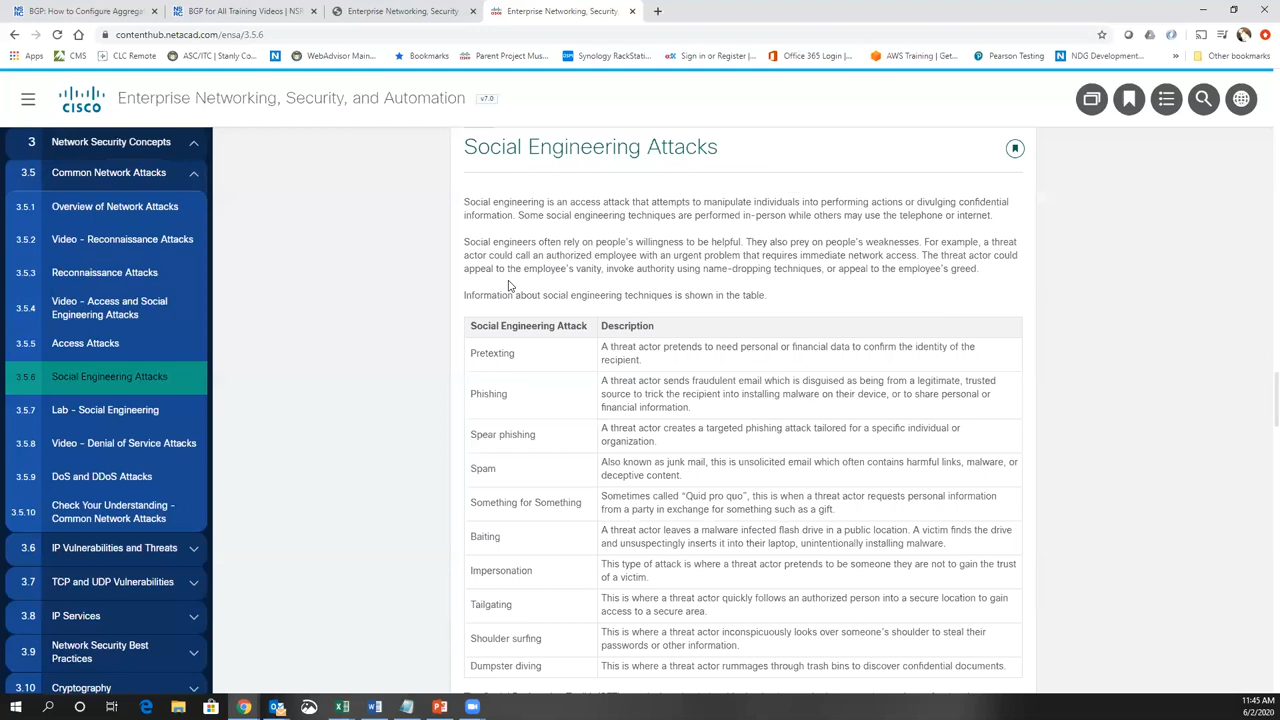 BGP: How to Configure Aggregat
BGP for All Training Videos | NSR
Enterprise Networking, Security,
Enterprise Networking, Security,
contenthub.netacad.com/ensa/3.5.6
Apps
CMS
CLC Remote
ASC/ITC | Stanly Co...
WebAdvisor Main...
Bookmarks
Parent Project Mus...
Synology RackStati...
Sign in or Register |...
Office 365 Login |...
AWS Training | Get...
Pearson Testing
NDG Development...
Other bookmarks
CISCO
Enterprise Networking, Security, and Automation
v7.0
3 Network Security Concepts
3.5 Common Network Attacks
3.5.1 Overview of Network Attacks
3.5.2 Video - Reconnaissance Attacks
3.5.3 Reconnaissance Attacks
3.5.4 Video - Access and Social
Engineering Attacks
3.5.5 Access Attacks
3.5.6 Social Engineering Attacks
3.5.7 Lab - Social Engineering
3.5.8 Video - Denial of Service Attacks
3.5.9 DoS and DDoS Attacks
3.5.10 Check Your Understanding -
Common Network Attacks
3.6 IP Vulnerabilities and Threats
3.7 TCP and UDP Vulnerabilities
3.8 IP Services
3.9 Network Security Best
Practices
3.10 Cryptography
Social Engineering Attacks
Social engineering is an access attack that attempts to manipulate individuals into performing actions or divulging confidential
information. Some social engineering techniques are performed in-person while others may use the telephone or internet.
Social engineers often rely on people's willingness to be helpful. They also prey on people's weaknesses. For example, a threat
actor could call an authorized employee with an urgent problem that requires immediate network access. The threat actor could
appeal to the employee's vanity, invoke authority using name-dropping techniques, or appeal to the employee's greed.
Information about social engineering techniques is shown in the table.
Social Engineering Attack Description
Pretexting
A threat actor pretends to need personal or financial data to confirm the identity of the
recipient.
Phishing
A threat actor sends fraudulent email which is disguised as being from a legitimate, trusted
source to trick the recipient into installing malware on their device, or to share personal or
financial information.
Spear phishing
A threat actor creates a targeted phishing attack tailored for a specific individual or
organization.
Spam
Also known as junk mail, this is unsolicited email which often contains harmful links, malware, or
deceptive content.
Something for Something
Sometimes called “Quid pro quo”, this is when a threat actor requests personal information
from a party in exchange for something such as a gift.
Baiting
A threat actor leaves a malware infected flash drive in a public location. A victim finds the drive
and unsuspectingly inserts it into their laptop, unintentionally installing malware.
Impersonation
This type of attack is where a threat actor pretends to be someone they are not to gain the trust
of a victim.
Tailgating
This is where a threat actor quickly follows an authorized person into a secure location to gain
access to a secure area.
Shoulder surfing
This is where a threat actor inconspicuously looks over someone's shoulder to steal their
passwords or other information.
Dumpster diving
This is where a threat actor rummages through trash bins to discover confidential documents.
11:45 AM
6/2/2020